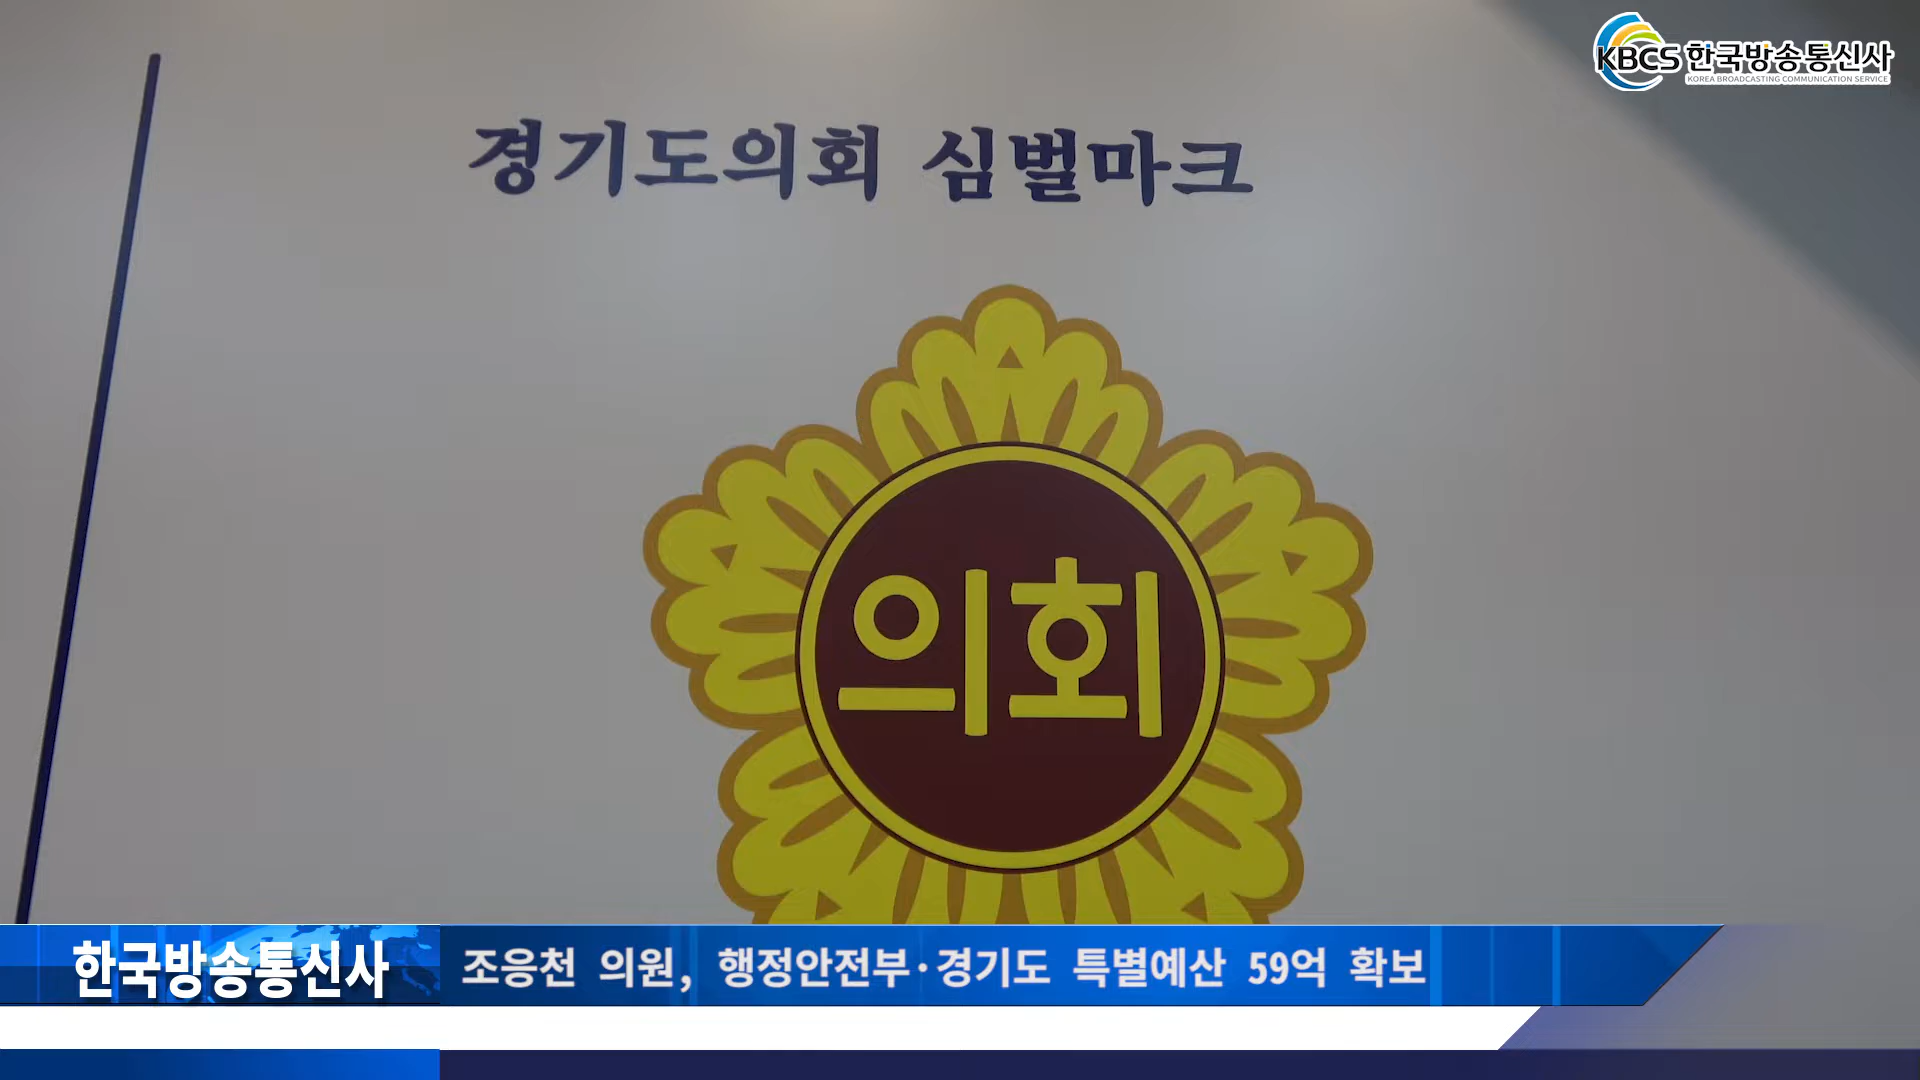 KBCS 한국방송통신사
KOREA BROADCASTING COMMUNICATION SERVICE
경기도의회 심벌마크
의회
한국방송통신사
조응천 의원, 행정안전부·경기도 특별예산 59억 확보